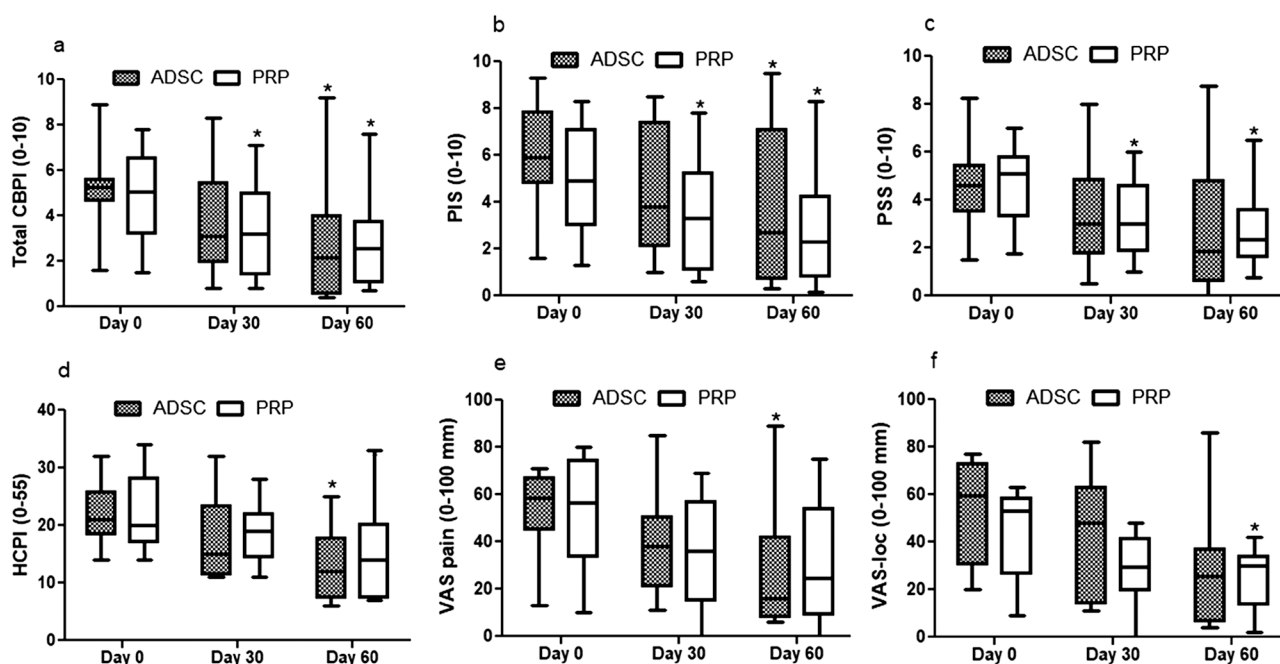 a
ADSC PRP
Total CBPI (0-10)
10
8
6
4
2
0
*
*
*
Day 0 Day 30 Day 60
b
ADSC PRP
PIS (0-10)
10
8
6
4
2
0
*
*
*
Day 0 Day 30 Day 60
c
ADSC PRP
PSS (0-10)
10
8
6
4
2
0
*
*
Day 0 Day 30 Day 60
d
ADSC PRP
HCPI (0-55)
40
30
20
10
0
*
Day 0 Day 30 Day 60
e
ADSC PRP
VAS pain (0-100 mm)
100
80
60
40
20
0
*
Day 0 Day 30 Day 60
f
ADSC PRP
VAS-loc (0-100 mm)
100
80
60
40
20
0
*
Day 0 Day 30 Day 60